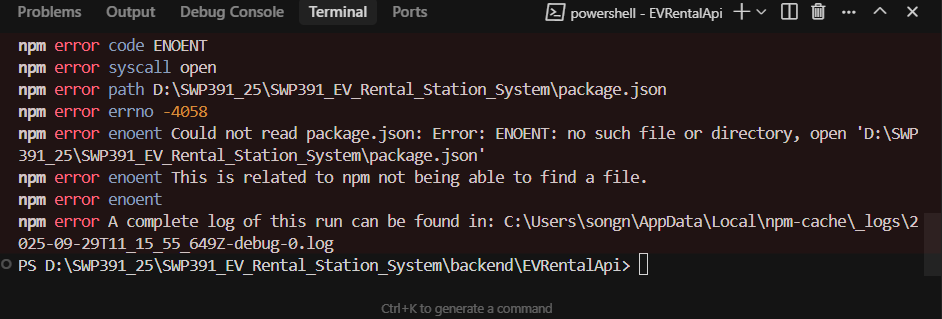 Problems Output Debug Console Terminal Ports powershell - EVRentalApi
npm error code ENOENT
npm error syscall open
npm error path D:\SWP391_25\SWP391_EV_Rental_Station_System\package.json
npm error errno -4058
npm error enoent Could not read package.json: Error: ENOENT: no such file or directory, open 'D:\SWP
391_25\SWP391_EV_Rental_Station_System\package.json'
npm error enoent This is related to npm not being able to find a file.
npm error enoent
npm error A complete log of this run can be found in: C:\Users\songn\AppData\Local\npm-cache\_logs\2
025-09-29T11_15_55_649Z-debug-0.log
PS D:\SWP391_25\SWP391_EV_Rental_Station_System\backend\EVRentalApi>
Ctrl+K to generate a command